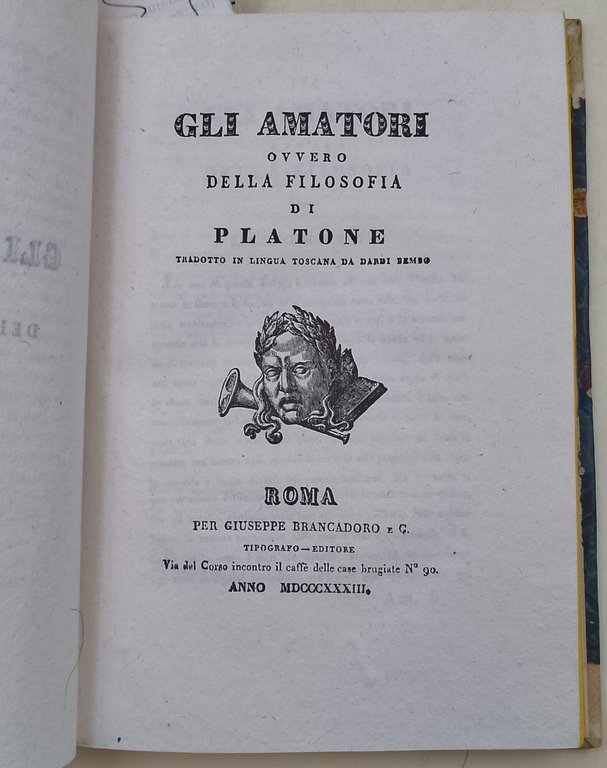 GLI AMATORI
OVVERO
DELLA FILOSOFIA
DI
PLATONE
TRADOTTO IN LINGUA TOSCANA DA DARDI BEMBO
ROMA
PER GIUSEPPE BRANCADORO E C.
TIPOGRAFO—EDITORE
Via del Corso incontro il caffè delle case brugiate N° 90.
ANNO MDCCCXXXIII.